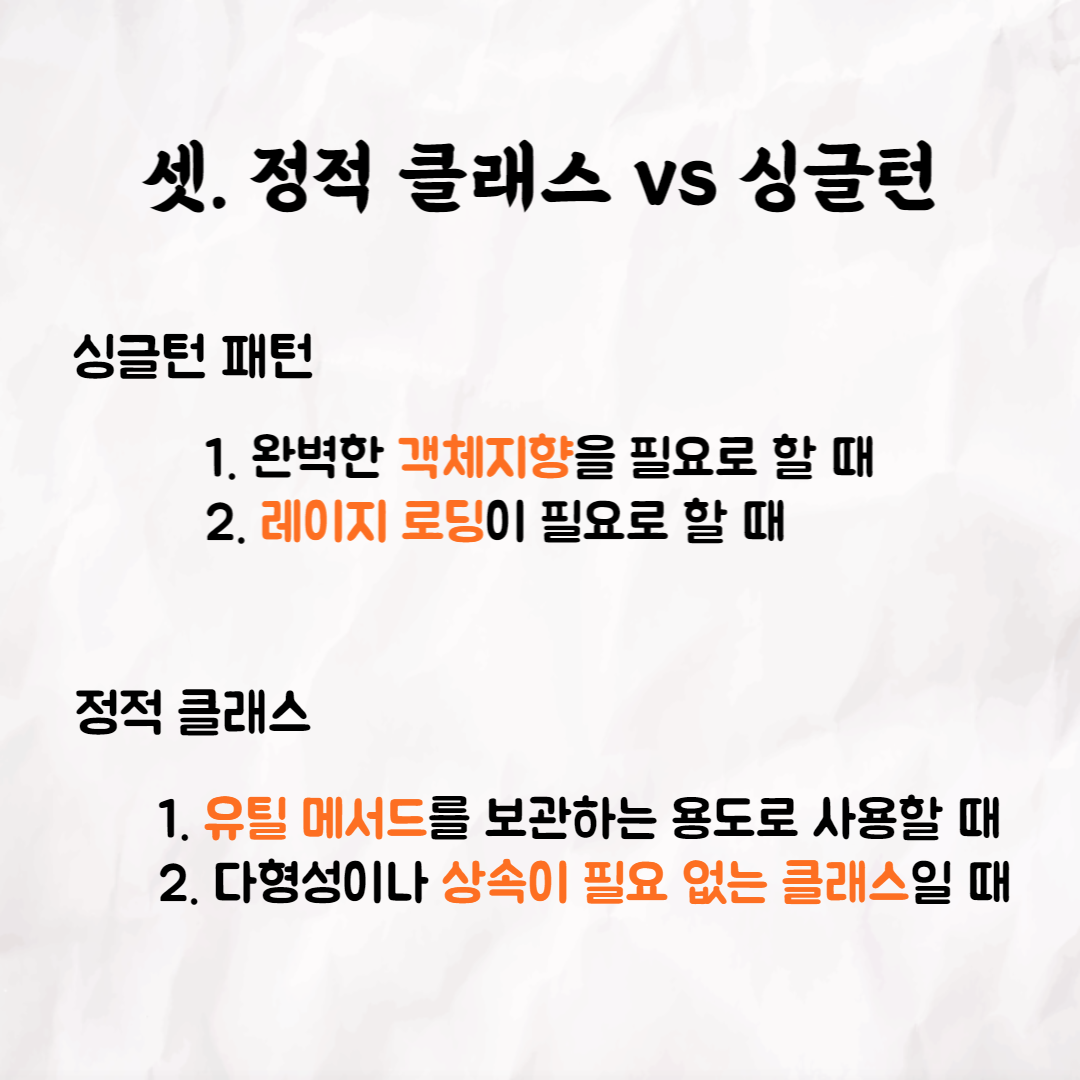 셋. 정적 클래스 vs 싱글턴
싱글턴 패턴
1. 완벽한 객체지향을 필요로 할 때
2. 레이지 로딩이 필요로 할 때
정적 클래스
1. 유틸 메서드를 보관하는 용도로 사용할 때
2. 다형성이나 상속이 필요 없는 클래스일 때